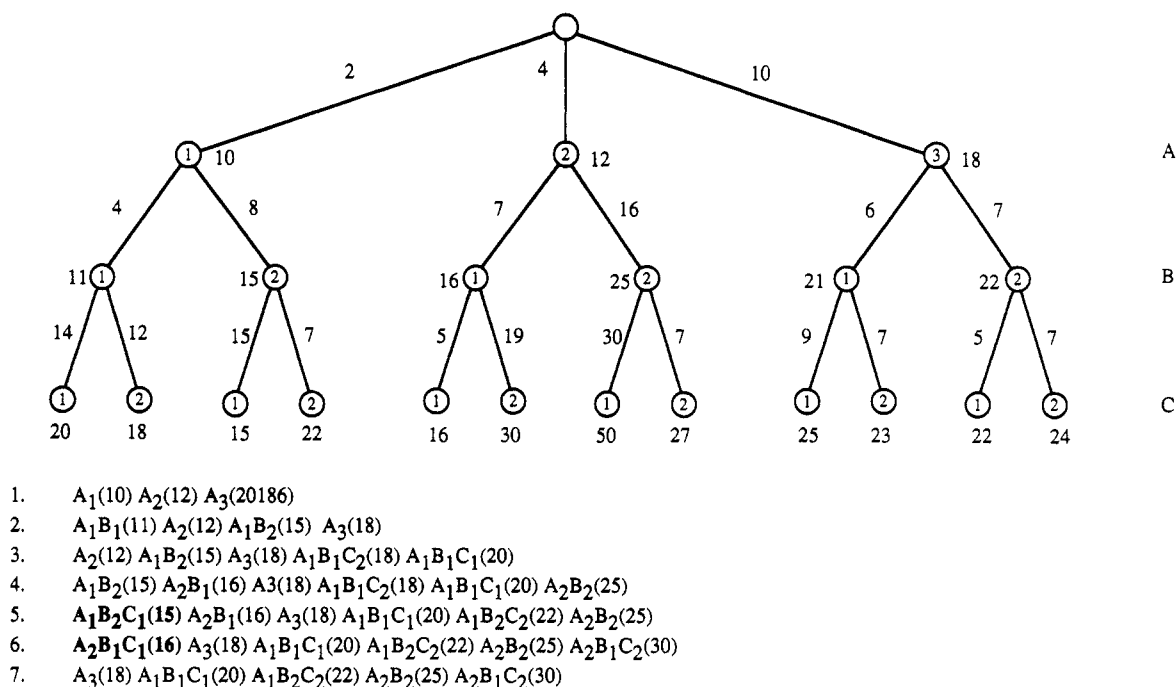 2 4 10
1 10 2 12 3 18 A
4 8 7 16 6 7
11 1 15 2 16 1 25 2 21 1 22 2 B
14 12 15 7 5 19 30 7 9 7 5 7
1 2 1 2 1 2 1 2 1 2 1 2 C
20 18 15 22 16 30 50 27 25 23 22 24
1. A1(10) A2(12) A3(20186)
2. A1B1(11) A2(12) A1B2(15) A3(18)
3. A2(12) A1B2(15) A3(18) A1B1C2(18) A1B1C1(20)
4. A1B2(15) A2B1(16) A3(18) A1B1C2(18) A1B1C1(20) A2B2(25)
5. A1B2C1(15) A2B1(16) A3(18) A1B1C1(20) A1B2C2(22) A2B2(25)
6. A2B1C1(16) A3(18) A1B1C1(20) A1B2C2(22) A2B2(25) A2B1C2(30)
7. A3(18) A1B1C1(20) A1B2C2(22) A2B2(25) A2B1C2(30)